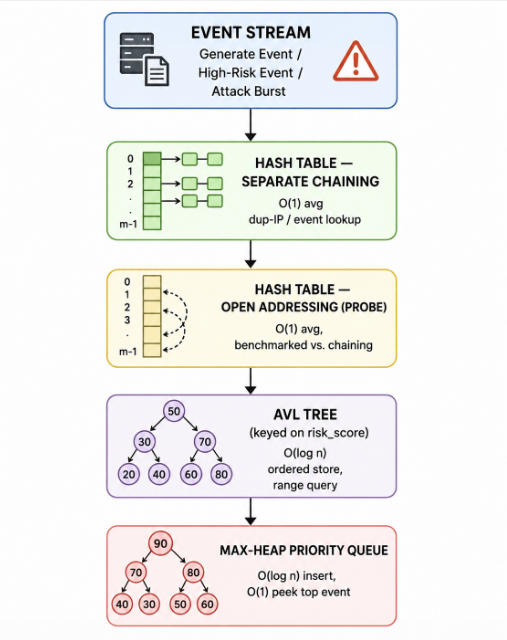 EVENT STREAM
Generate Event /
High-Risk Event /
Attack Burst
0
1
2
.
.
m-1
HASH TABLE —
SEPARATE CHAINING
O(1) avg
dup-IP / event lookup
0
1
2
3
.
m-1
HASH TABLE —
OPEN ADDRESSING (PROBE)
O(1) avg,
benchmarked vs. chaining
50
30 70
20 40 60 80
AVL TREE
(keyed on risk_score)
O(log n)
ordered store,
range query
90
70 80
40 30 50 60
MAX-HEAP PRIORITY QUEUE
O(log n) insert,
O(1) peek top event